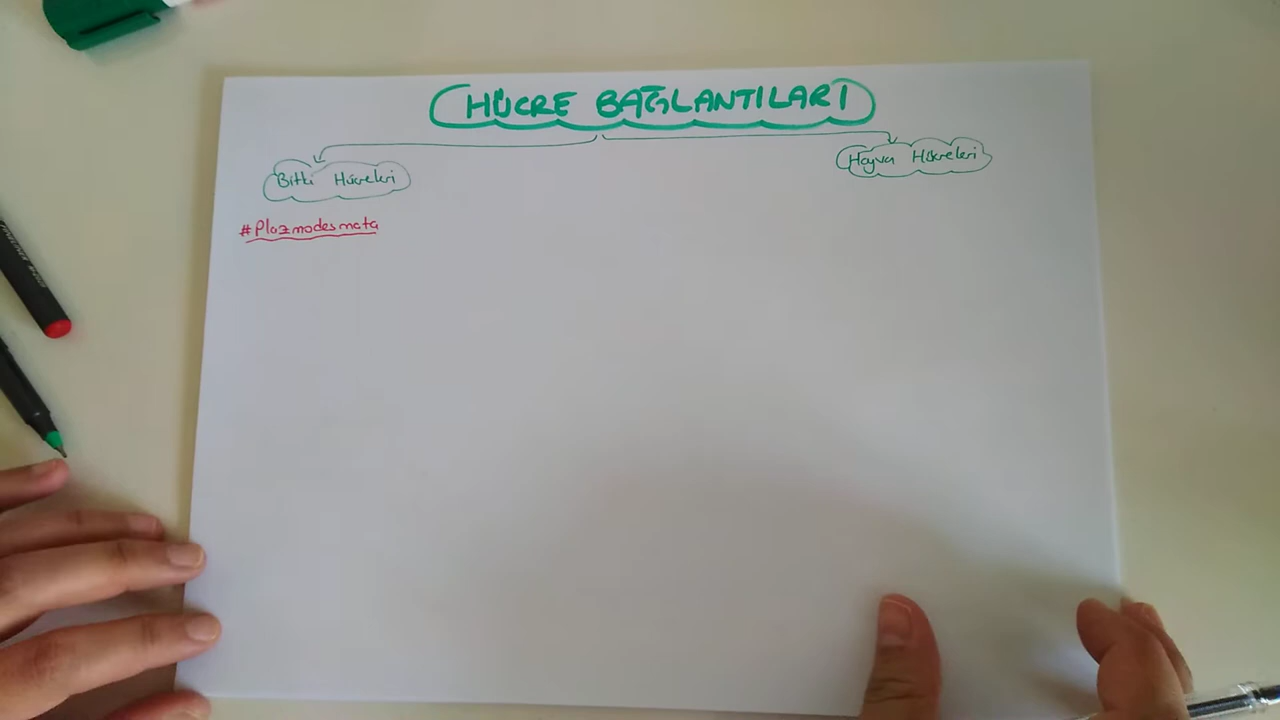 HÜCRE BAĞLANTILARI
Bitki Hücreleri
Hayvan Hücreleri
#Plazmodesmata